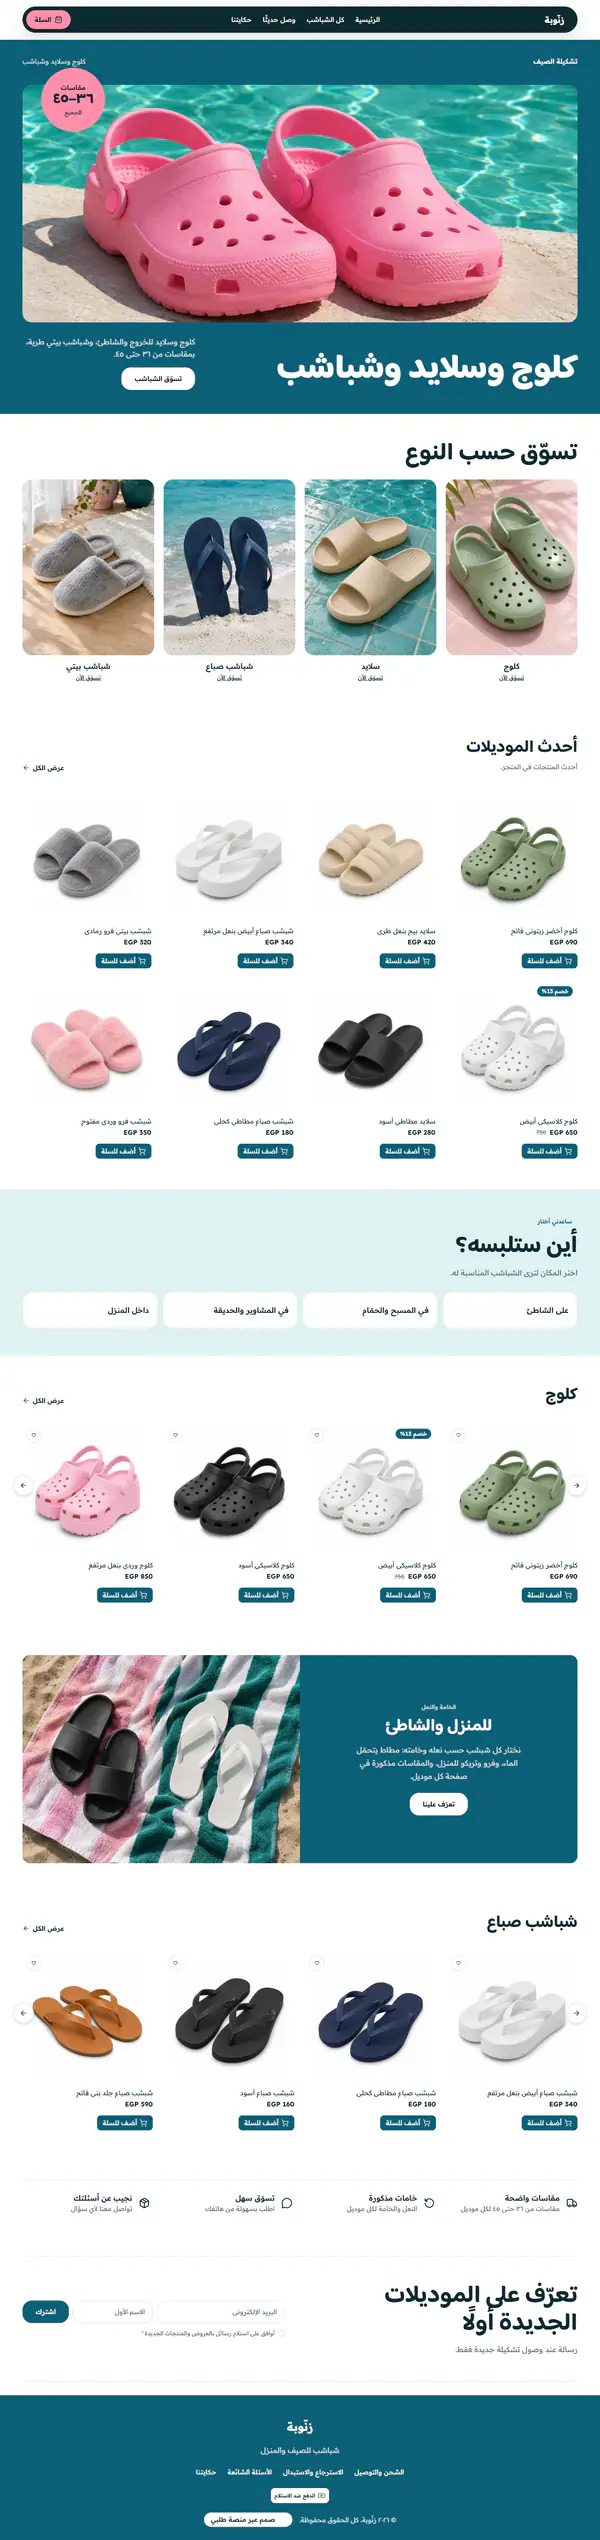 زنّوبة
الرئيسية
كل الشباشب
وصل حديثًا
حكايتنا
السلة
تشكيلة الصيف
كلوج وسلايد وشباشب
مقاسات
٣٦–٤٥
للجميع
كلوج وسلايد وشباشب
كلوج وسلايد للخروج والشاطئ، وشباشب بيتي طرية،
بمقاسات من ٣٦ حتى ٤٥.
تسوّق الشباشب
تسوّق حسب النوع
كلوج
تسوّق الآن
سلايد
تسوّق الآن
شباشب صباع
تسوّق الآن
شباشب بيتي
تسوّق الآن
أحدث الموديلات
أحدث المنتجات في المتجر.
عرض الكل
كلوج أخضر زيتوني فاتح
EGP 690
أضف للسلة
سلايد بيج بنعل طري
EGP 420
أضف للسلة
شبشب صباع أبيض بنعل مرتفع
EGP 340
أضف للسلة
شبشب بيتي فرو رمادي
EGP 320
أضف للسلة
خصم 13%
كلوج كلاسيكي أبيض
EGP 650 750
أضف للسلة
سلايد مطاطي أسود
EGP 280
أضف للسلة
شبشب صباع مطاطي كحلي
EGP 180
أضف للسلة
شبشب فرو وردي مفتوح
EGP 350
أضف للسلة
ساعدني أختار
أين ستلبسه؟
اختر المكان لترى الشباشب المناسبة له.
على الشاطئ
في المسبح والحمّام
في المشاوير والحديقة
داخل المنزل
كلوج
عرض الكل
كلوج أخضر زيتوني فاتح
EGP 690
أضف للسلة
خصم 13%
كلوج كلاسيكي أبيض
EGP 650 750
أضف للسلة
كلوج كلاسيكي أسود
EGP 650
أضف للسلة
كلوج وردي بنعل مرتفع
EGP 850
أضف للسلة
الخامة والنعل
للمنزل والشاطئ
نختار كل شبشب حسب نعله وخامته: مطاط يتحمّل
الماء، وفرو وتريكو للمنزل. والمقاسات مذكورة في
صفحة كل موديل.
تعرّف علينا
شباشب صباع
عرض الكل
شبشب صباع أبيض بنعل مرتفع
EGP 340
أضف للسلة
شبشب صباع مطاطي كحلي
EGP 180
أضف للسلة
شبشب صباع أسود
EGP 160
أضف للسلة
شبشب صباع جلد بني فاتح
EGP 590
أضف للسلة
مقاسات واضحة
مقاسات من ٣٦ حتى ٤٥ لكل موديل
خامات مذكورة
النعل والخامة لكل موديل
تسوّق سهل
اطلب بسهولة من هاتفك
نجيب عن أسئلتك
تواصل معنا لأي سؤال
تعرّف على الموديلات
الجديدة أولًا
رسالة عند وصول تشكيلة جديدة فقط.
البريد الإلكتروني
الاسم الأول
اشترك
أوافق على استلام رسائل بالعروض والمنتجات الجديدة *
زنّوبة
شباشب للصيف والمنزل
الشحن والتوصيل
الاسترجاع والاستبدال
الأسئلة الشائعة
حكايتنا
الدفع عند الاستلام
© ٢٠٢٦ زنّوبة. كل الحقوق محفوظة.
صمم عبر منصة طلبي